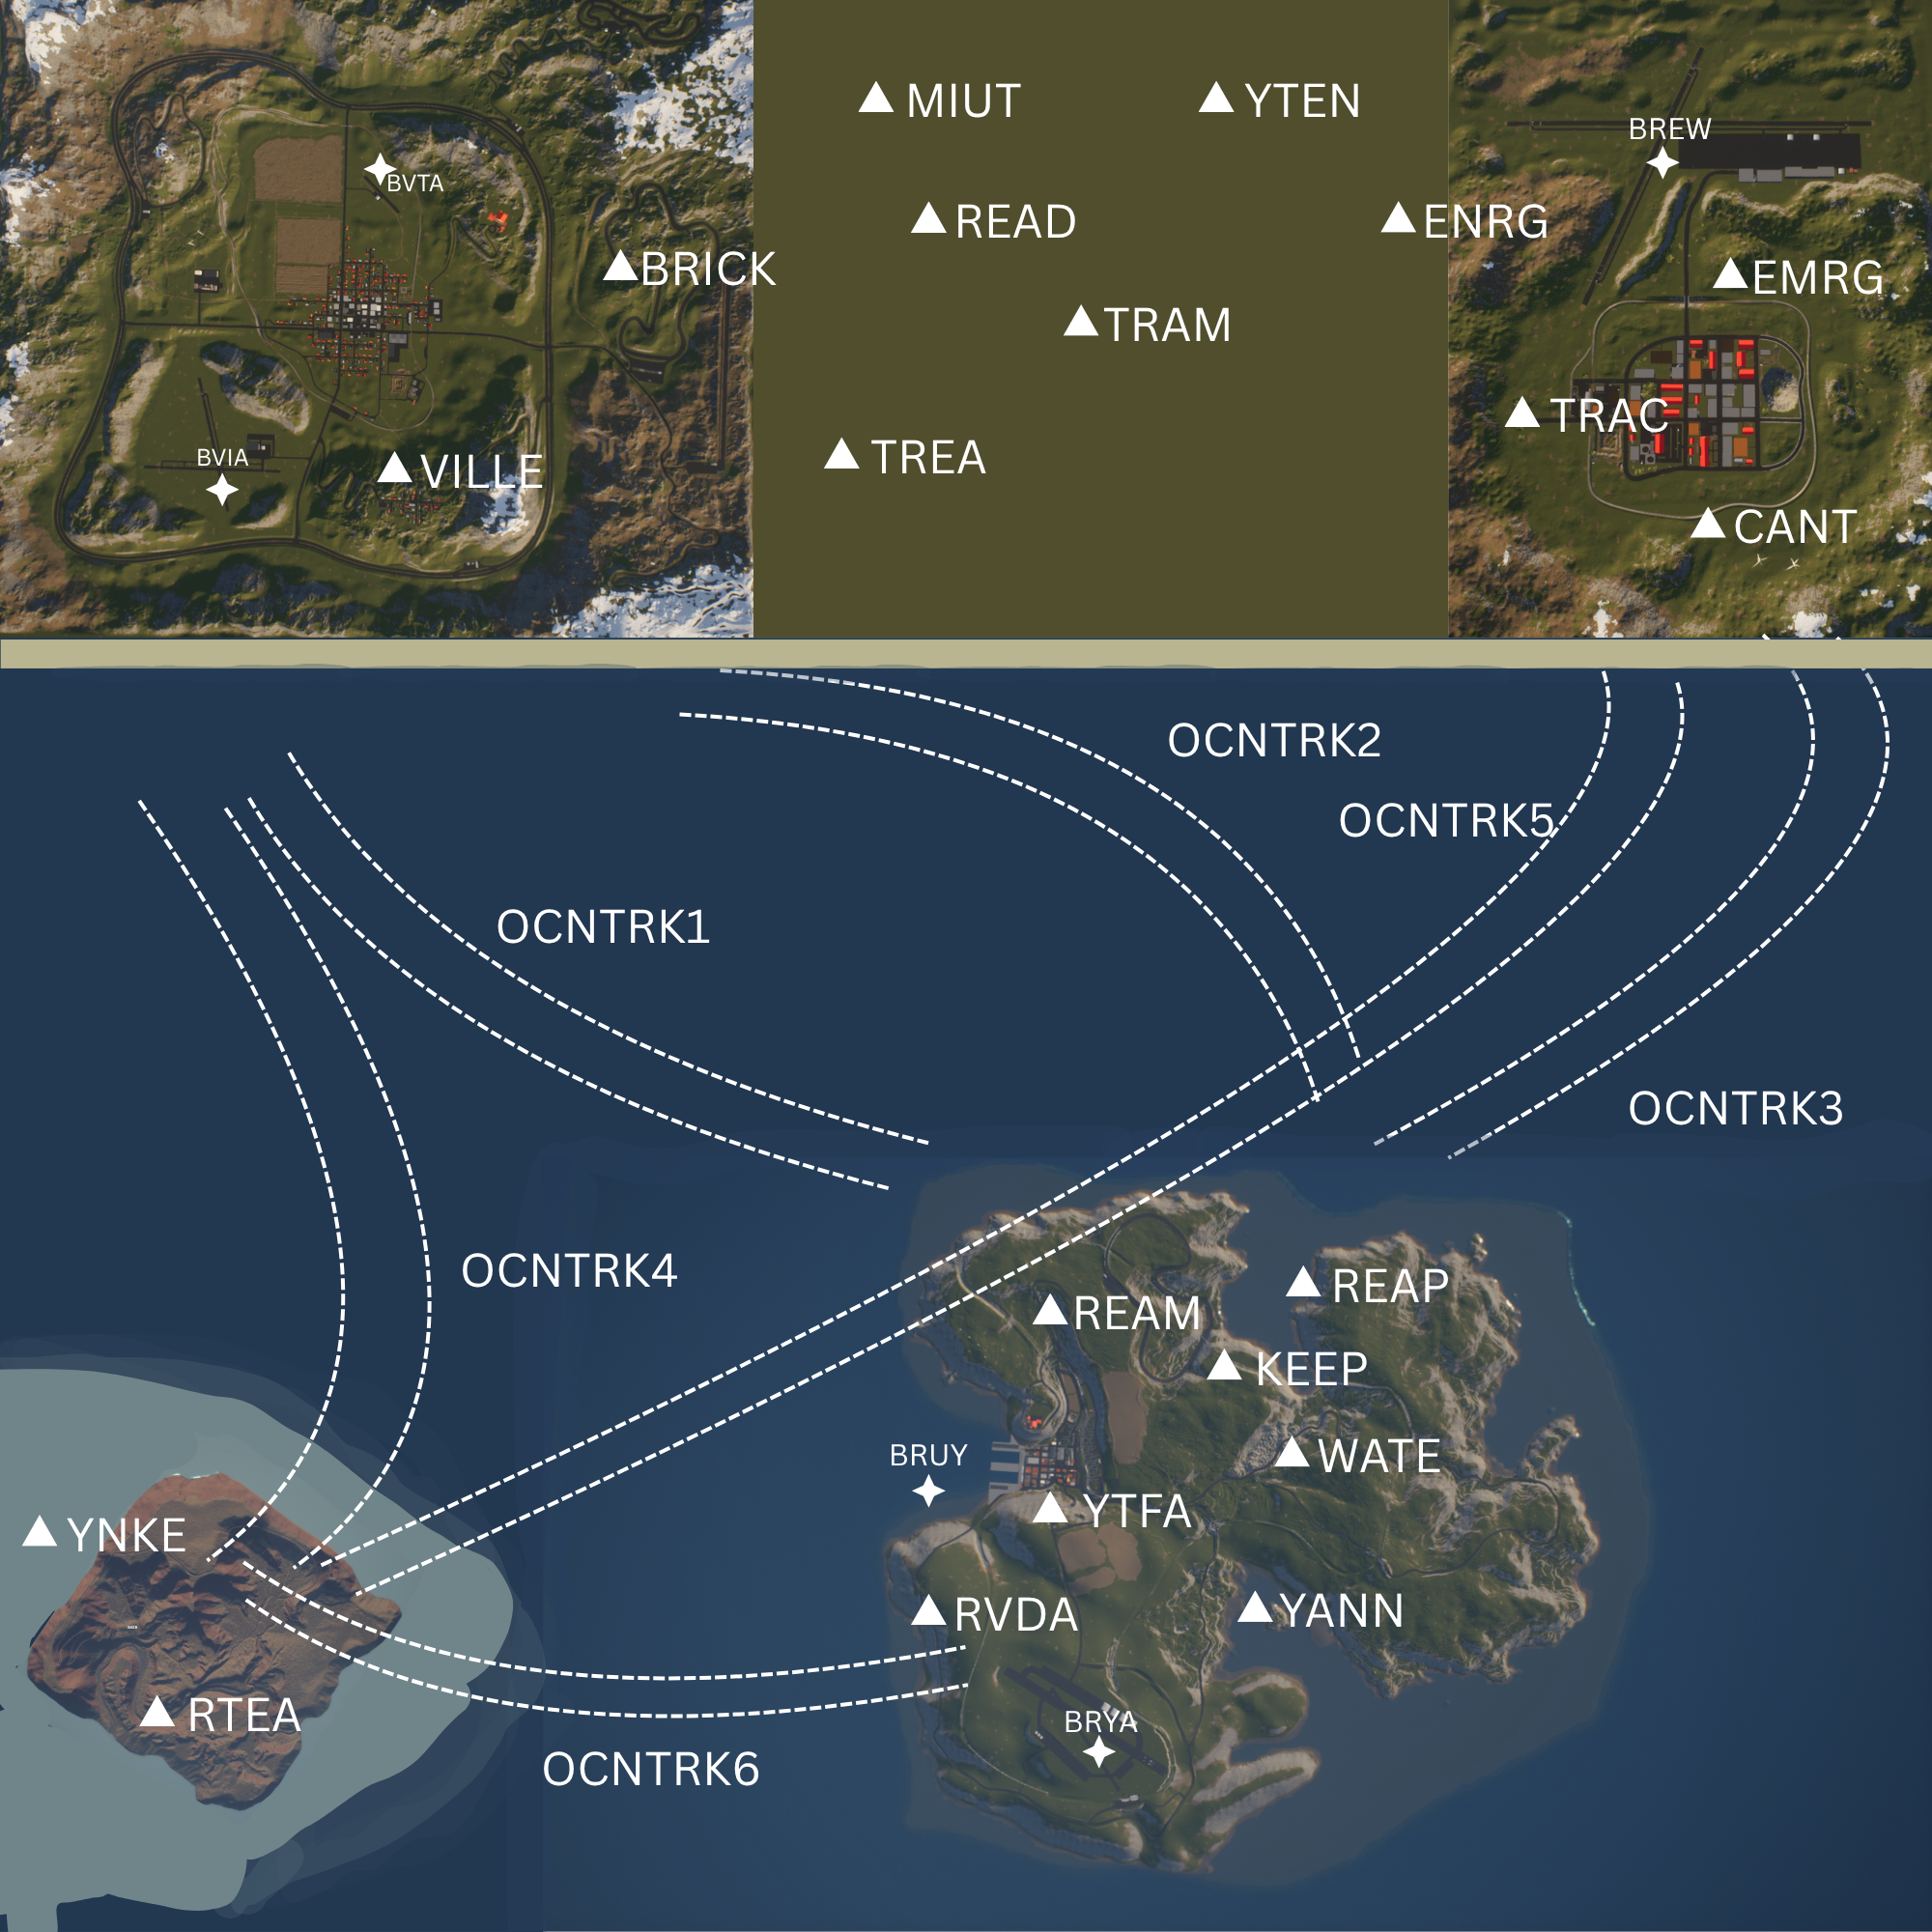 MIUT
YTEN
BREW
BVTA
READ
ENRG
BRICK
EMRG
TRAM
TRAC
BVIA
VILLE
TREA
CANT
OCNTRK2
OCNTRK5
OCNTRK1
OCNTRK3
OCNTRK4
REAP
REAM
KEEP
BRUY
WATE
YNKE
YTFA
RVDA
YANN
RTEA
BRYA
OCNTRK6